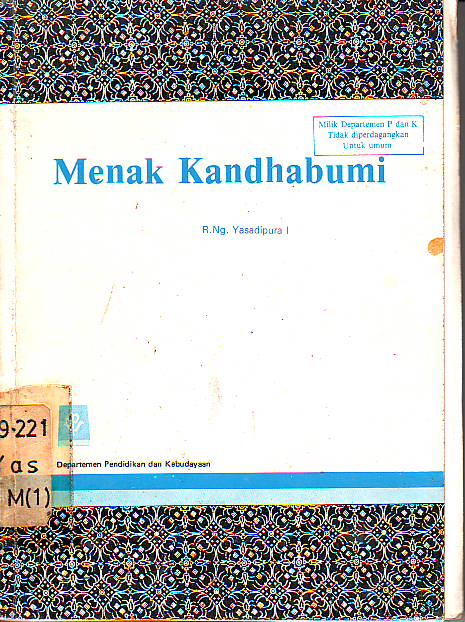 Milik Departemen P dan K
Tidak diperdagangkan
Untuk umum
Menak Kandhabumi
R.Ng. Yasadipura I
9.221
Yas
M(1)
Departemen Pendidikan dan Kebudayaan